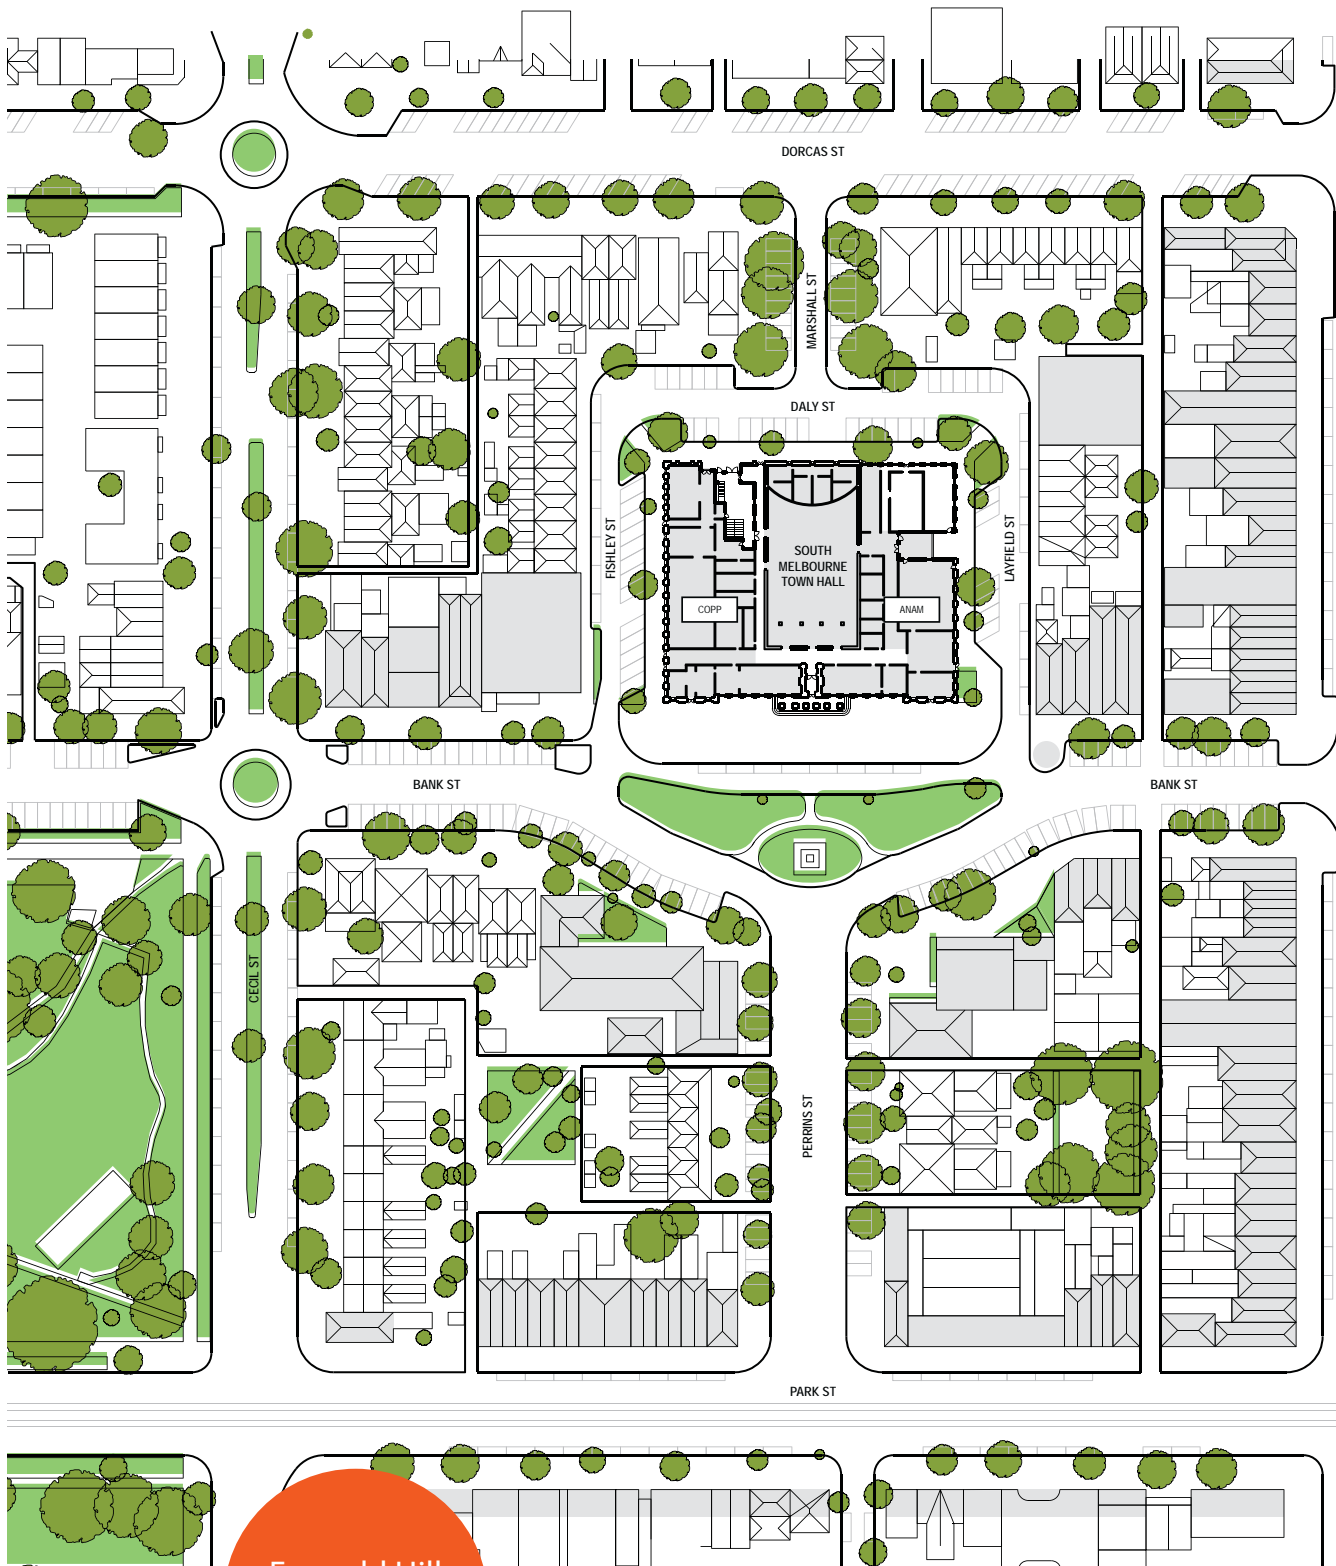 DORCAS ST
MARSHALL ST
DALY ST
FISHLEY ST
LAYFIELD ST
SOUTH
MELBOURNE
TOWN HALL
COPP
ANAM
BANK ST
BANK ST
CECIL ST
PERRINS ST
PARK ST